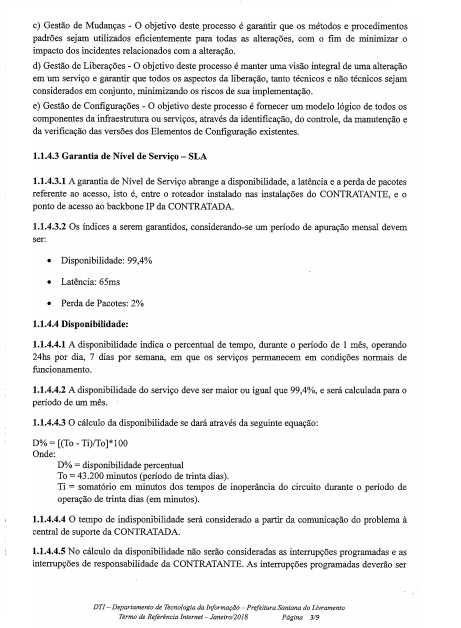 c) Gestão de Mudanças - O objetivo deste processo é garantir que os métodos e procedimentos
padrões sejam utilizados eficientemente para todas as alterações, com o fim de minimizar o
impacto dos incidentes relacionados com a alteração.
d) Gestão de Liberações - O objetivo deste processo é manter uma visão integral de uma alteração
em um serviço e garantir que todos os aspectos da liberação, tanto técnicos e não técnicos sejam
considerados em conjunto, minimizando os riscos de sua implementação.
e) Gestão de Configurações - O objetivo deste processo é fornecer um modelo lógico de todos os
componentes da infraestrutura ou serviços, através da identificação, do controle, da manutenção e
da verificação das versões dos Elementos de Configuração existentes.
1.1.4.3 Garantia de Nível de Serviço – SLA
1.1.4.3.1 A garantia de Nível de Serviço abrange a disponibilidade, a latência e a perda de pacotes
referente ao acesso, isto é, entre o roteador instalado nas instalações do CONTRATANTE, e o
ponto de acesso ao backbone IP da CONTRATADA.
1.1.4.3.2 Os índices a serem garantidos, considerando-se um período de apuração mensal devem
ser:
• Disponibilidade: 99,4%
• Latência: 65ms
• Perda de Pacotes: 2%
1.1.4.4 Disponibilidade:
1.1.4.4.1 A disponibilidade indica o percentual de tempo, durante o período de 1 mês, operando
24hs por dia, 7 dias por semana, em que os serviços permanecem em condições normais de
funcionamento.
1.1.4.4.2 A disponibilidade do serviço deve ser maior ou igual que 99,4%, e será calculada para o
período de um mês.
1.1.4.4.3 O cálculo da disponibilidade se dará através da seguinte equação:
D% = [(To - Ti)/To]*100
Onde:
D% = disponibilidade percentual
To = 43.200 minutos (período de trinta dias).
Ti = somatório em minutos dos tempos de inoperância do circuito durante o período de
operação de trinta dias (em minutos).
1.1.4.4.4 O tempo de indisponibilidade será considerado a partir da comunicação do problema à
central de suporte da CONTRATADA.
1.1.4.4.5 No cálculo da disponibilidade não serão consideradas as interrupções programadas e as
interrupções de responsabilidade da CONTRATANTE. As interrupções programadas deverão ser
DTI – Departamento de Tecnologia da Informação – Prefeitura Santana do Livramento
Termo de Referência Internet – Janeiro/2018 Página 3/9